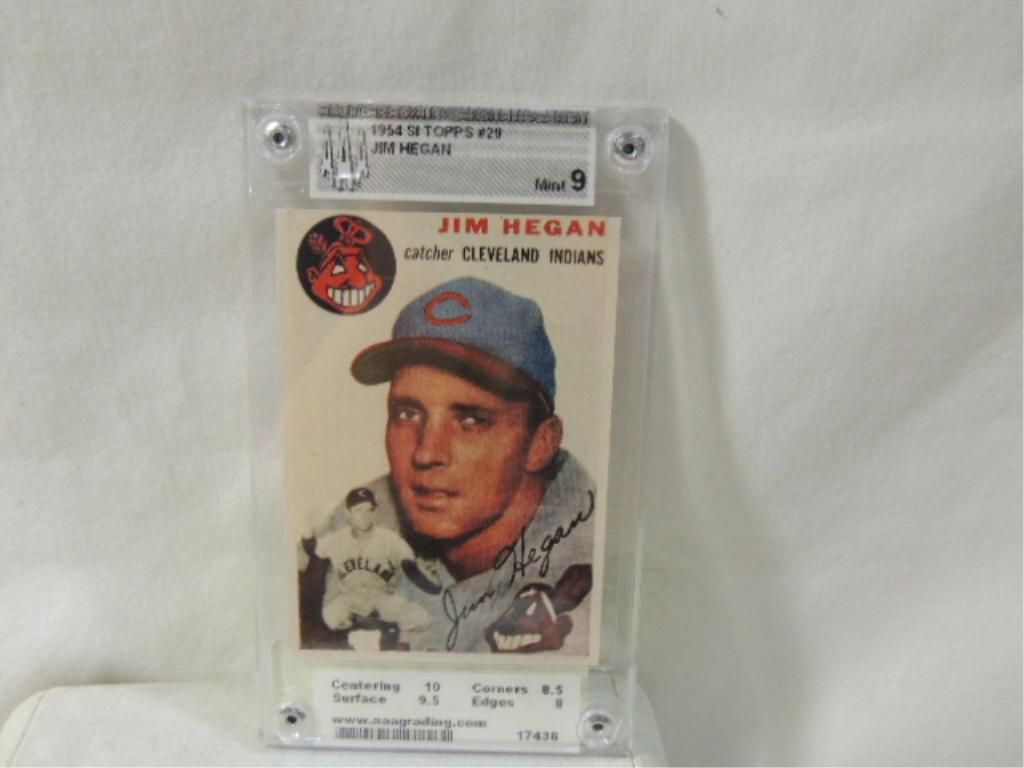 1954 SI TOPPS #29
JIM HEGAN
Mint 9
JIM HEGAN
catcher CLEVELAND INDIANS
C
C
CLEVELAND
Jim Hegan
Centering 10 Corners 8.5
Surface 9.5 Edges 8
www.aaagrading.com
17436